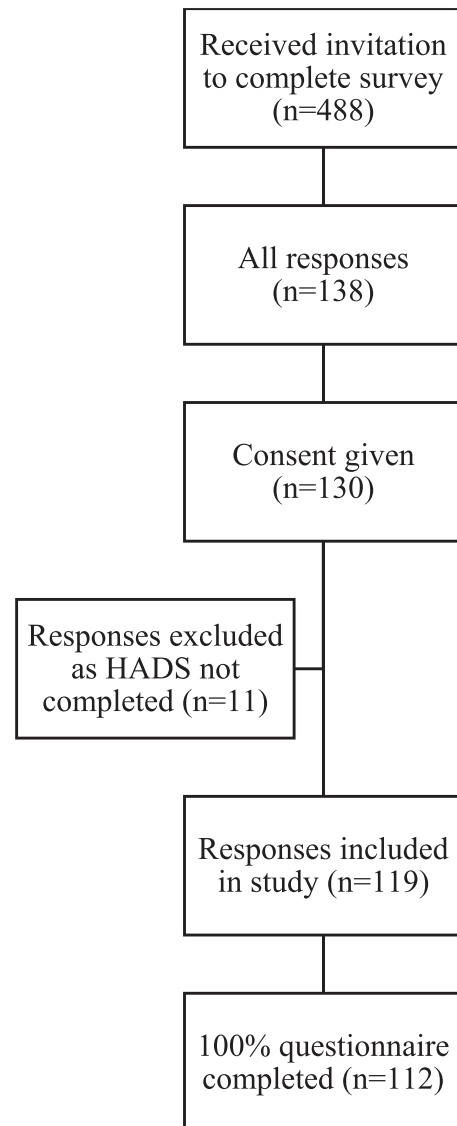 Received invitation
to complete survey
(n=488)
All responses
(n=138)
Consent given
(n=130)
Responses excluded
as HADS not
completed (n=11)
Responses included
in study (n=119)
100% questionnaire
completed (n=112)